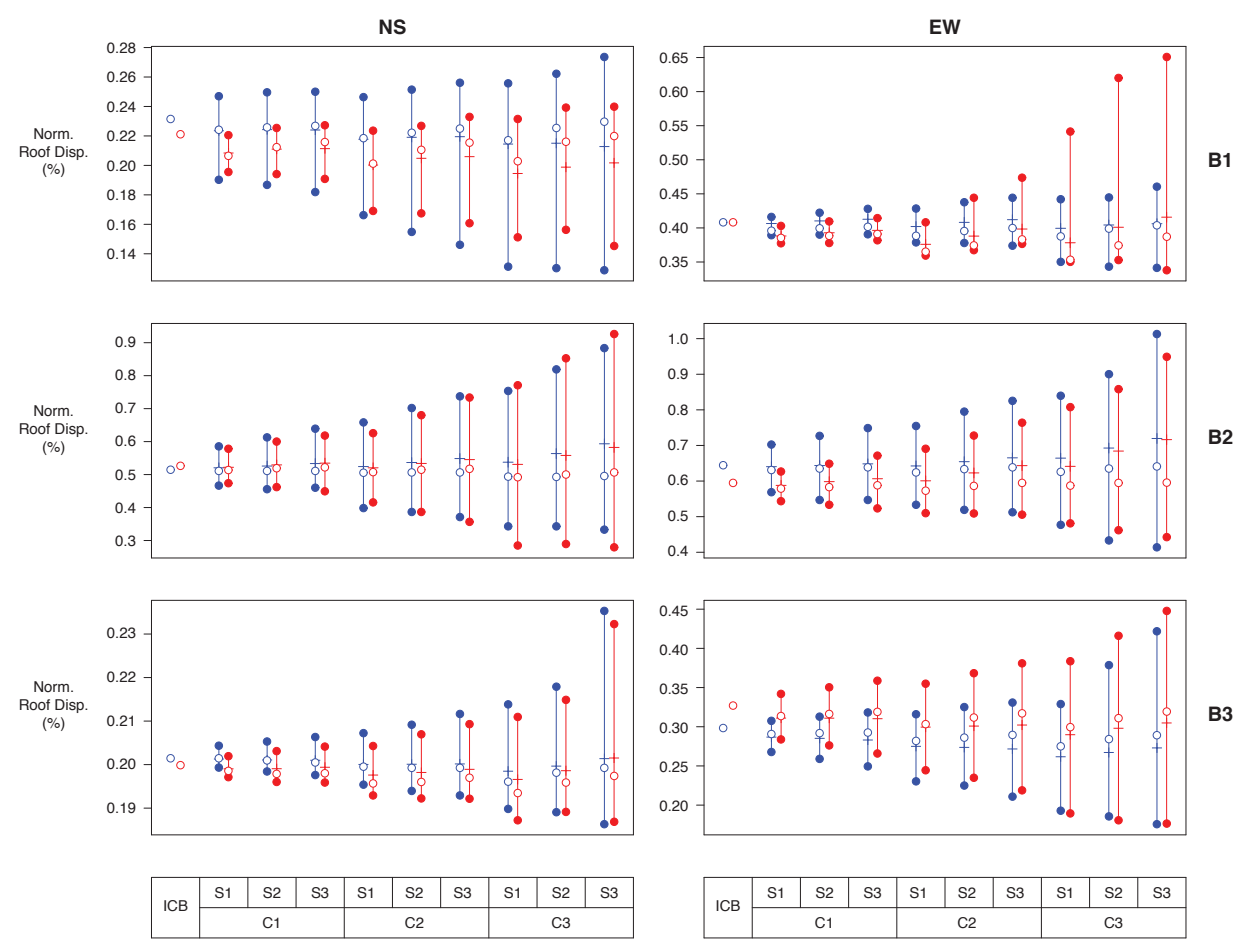 NS
EW
0.28
0.26
0.24
0.22
0.20
0.18
0.16
0.14
Norm.
Roof Disp.
(%)
0.65
0.60
0.55
0.50
0.45
0.40
0.35
B1
0.9
0.8
0.7
0.6
0.5
0.4
0.3
Norm.
Roof Disp.
(%)
1.0
0.9
0.8
0.7
0.6
0.5
0.4
B2
0.23
0.22
0.21
0.20
0.19
Norm.
Roof Disp.
(%)
0.45
0.40
0.35
0.30
0.25
0.20
B3
ICB S1 S2 S3 S1 S2 S3 S1 S2 S3
C1 C2 C3
ICB S1 S2 S3 S1 S2 S3 S1 S2 S3
C1 C2 C3